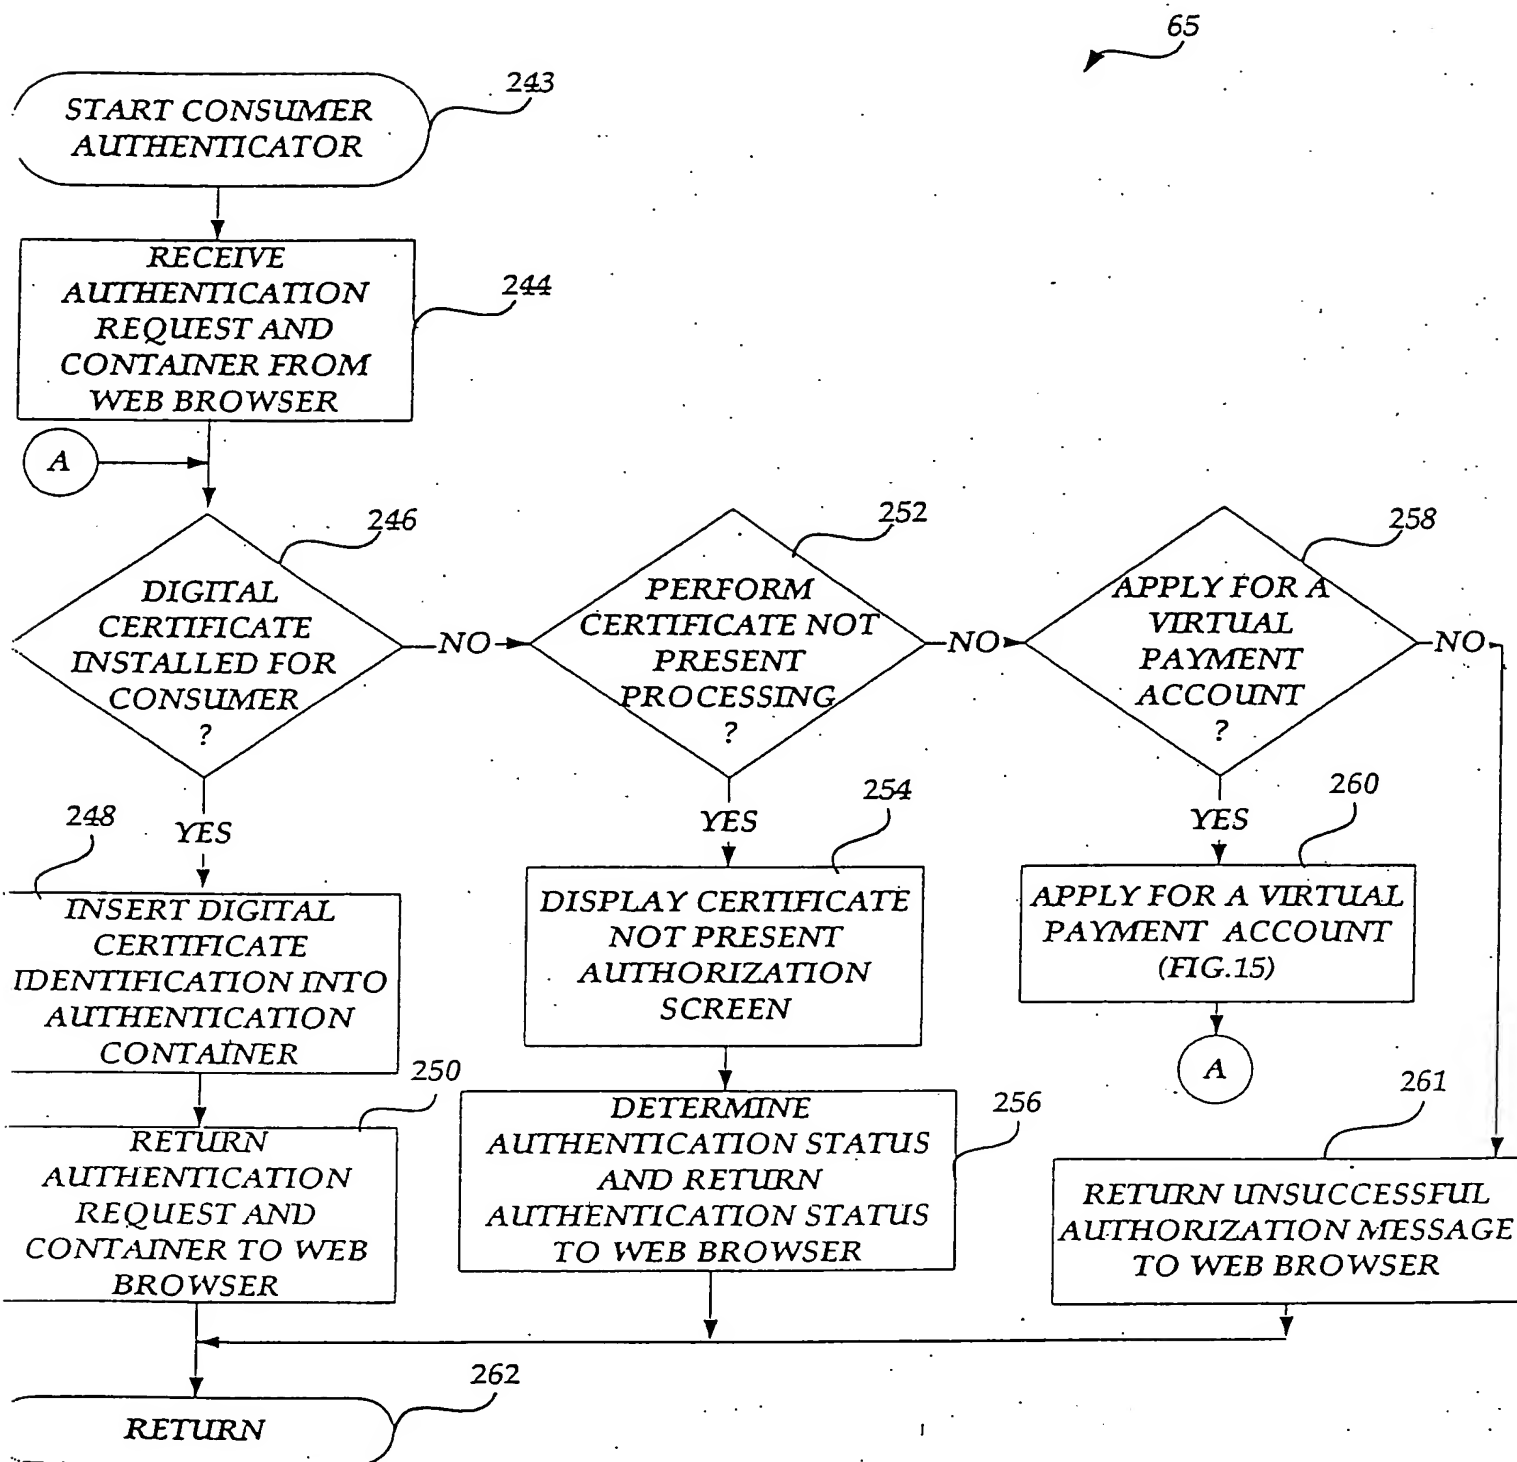 65
243
START CONSUMER
AUTHENTICATOR
RECEIVE
AUTHENTICATION
REQUEST AND
CONTAINER FROM
WEB BROWSER
244
A
246
DIGITAL
CERTIFICATE
INSTALLED FOR
CONSUMER
?
NO
252
PERFORM
CERTIFICATE NOT
PRESENT
PROCESSING
?
NO
258
APPLY FOR A
VIRTUAL
PAYMENT
ACCOUNT
?
NO
248
YES
INSERT DIGITAL
CERTIFICATE
IDENTIFICATION INTO
AUTHENTICATION
CONTAINER
254
YES
DISPLAY CERTIFICATE
NOT PRESENT
AUTHORIZATION
SCREEN
260
YES
APPLY FOR A VIRTUAL
PAYMENT ACCOUNT
(FIG.15)
A
250
RETURN
AUTHENTICATION
REQUEST AND
CONTAINER TO WEB
BROWSER
256
DETERMINE
AUTHENTICATION STATUS
AND RETURN
AUTHENTICATION STATUS
TO WEB BROWSER
261
RETURN UNSUCCESSFUL
AUTHORIZATION MESSAGE
TO WEB BROWSER
262
RETURN